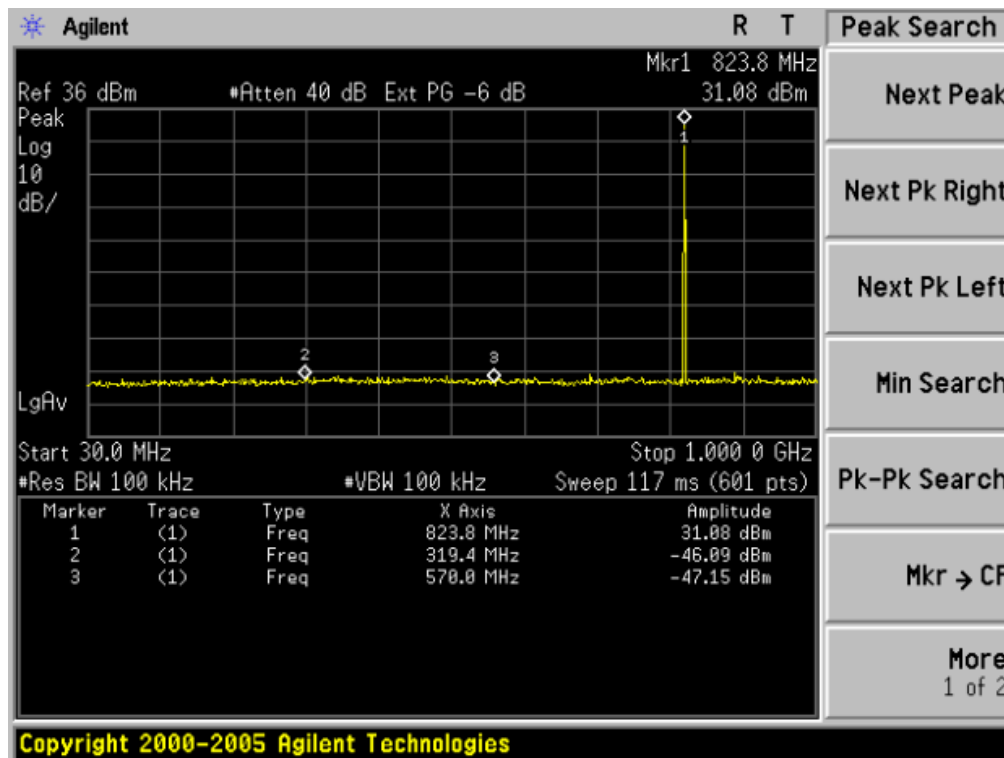 Agilent R T
Peak Search
Mkr1 823.8 MHz
Ref 36 dBm #Atten 40 dB Ext PG -6 dB 31.08 dBm
Peak
Log
10
dB/
1
2
3
LgAv
Start 30.0 MHz Stop 1.000 0 GHz
#Res BW 100 kHz #VBW 100 kHz Sweep 117 ms (601 pts)
Marker Trace Type X Axis Amplitude
1 (1) Freq 823.8 MHz 31.08 dBm
2 (1) Freq 319.4 MHz -46.09 dBm
3 (1) Freq 570.0 MHz -47.15 dBm
Next Peak
Next Pk Right
Next Pk Left
Min Search
Pk-Pk Search
Mkr → CF
More
1 of 2
Copyright 2000-2005 Agilent Technologies